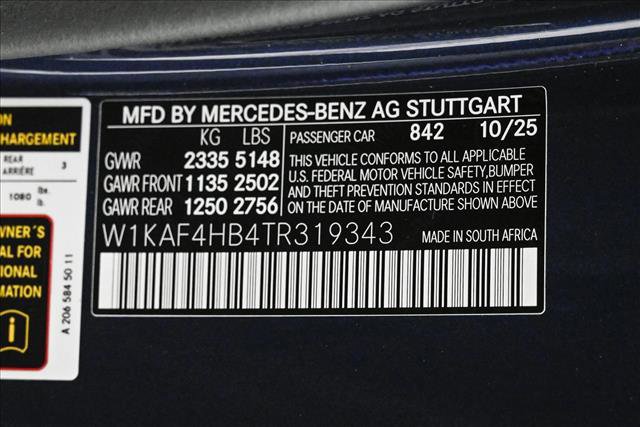 MFD BY MERCEDES-BENZ AG STUTTGART
KG LBS
GVWR 2335 5148
GAWR FRONT 1135 2502
GAWR REAR 1250 2756
PASSENGER CAR 842 10/25
THIS VEHICLE CONFORMS TO ALL APPLICABLE
U.S. FEDERAL MOTOR VEHICLE SAFETY,BUMPER
AND THEFT PREVENTION STANDARDS IN EFFECT
ON THE DATE OF MANUFACTURE SHOWN ABOVE
W1KAF4HB4TR319343 MADE IN SOUTH AFRICA
ON
CHARGEMENT
REAR
ARRIÈRE 3
1080 lbs.
lb.
WNER´S
AL FOR
IONAL
MATION
A 206 584 50 11